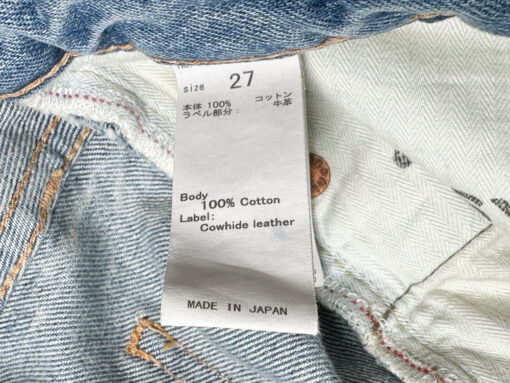 size 27
本体 100% コットン
ラベル部分: 牛革
Body
100% Cotton
Label:
Cowhide leather
MADE IN JAPAN